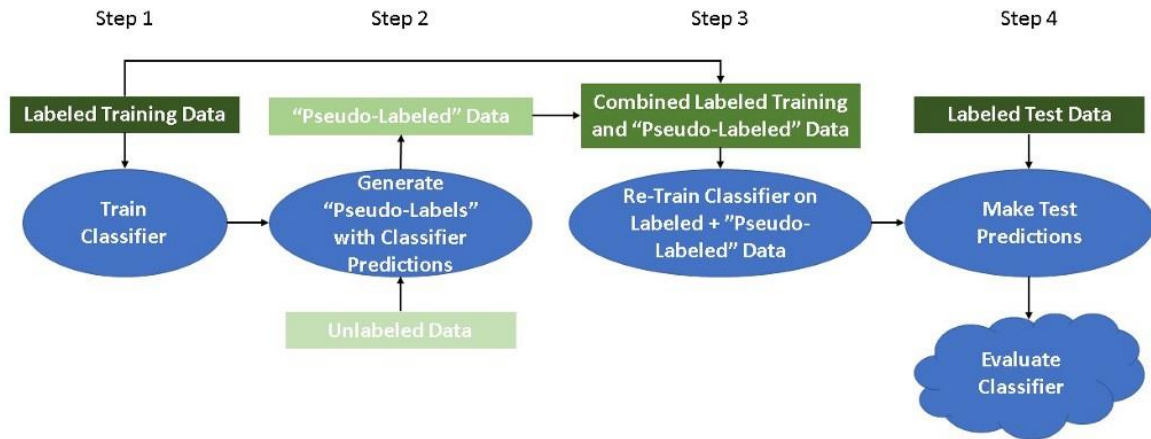 Step 1
Step 2
Step 3
Step 4
Labeled Training Data
"Pseudo-Labeled" Data
Combined Labeled Training
and "Pseudo-Labeled" Data
Labeled Test Data
Train
Classifier
Generate
"Pseudo-Labels"
with Classifier
Predictions
Re-Train Classifier on
Labeled + "Pseudo-
Labeled" Data
Make Test
Predictions
Unlabeled Data
Evaluate
Classifier